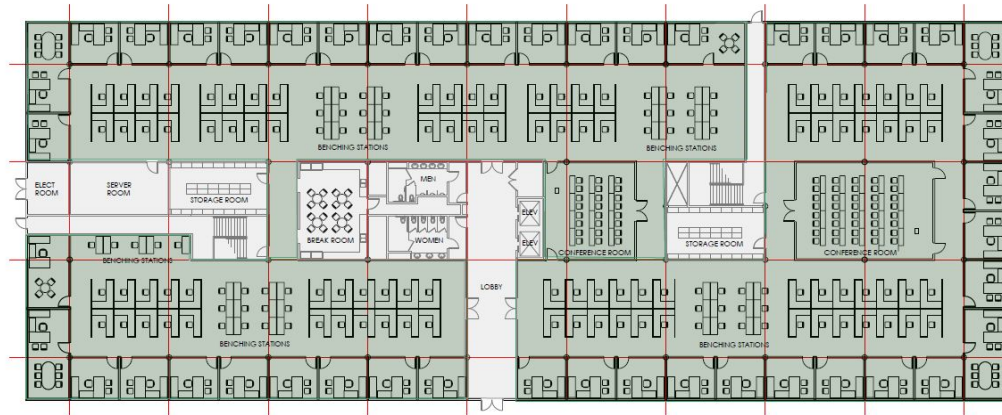 BENCHING STATIONS
BENCHING STATIONS
ELECT
ROOM
SERVER
ROOM
STORAGE ROOM
MEN
BREAK ROOM
WOMEN
ELEV
ELEV
CONFERENCE ROOM
STORAGE ROOM
CONFERENCE ROOM
BENCHING STATIONS
LOBBY
BENCHING STATIONS
BENCHING STATIONS